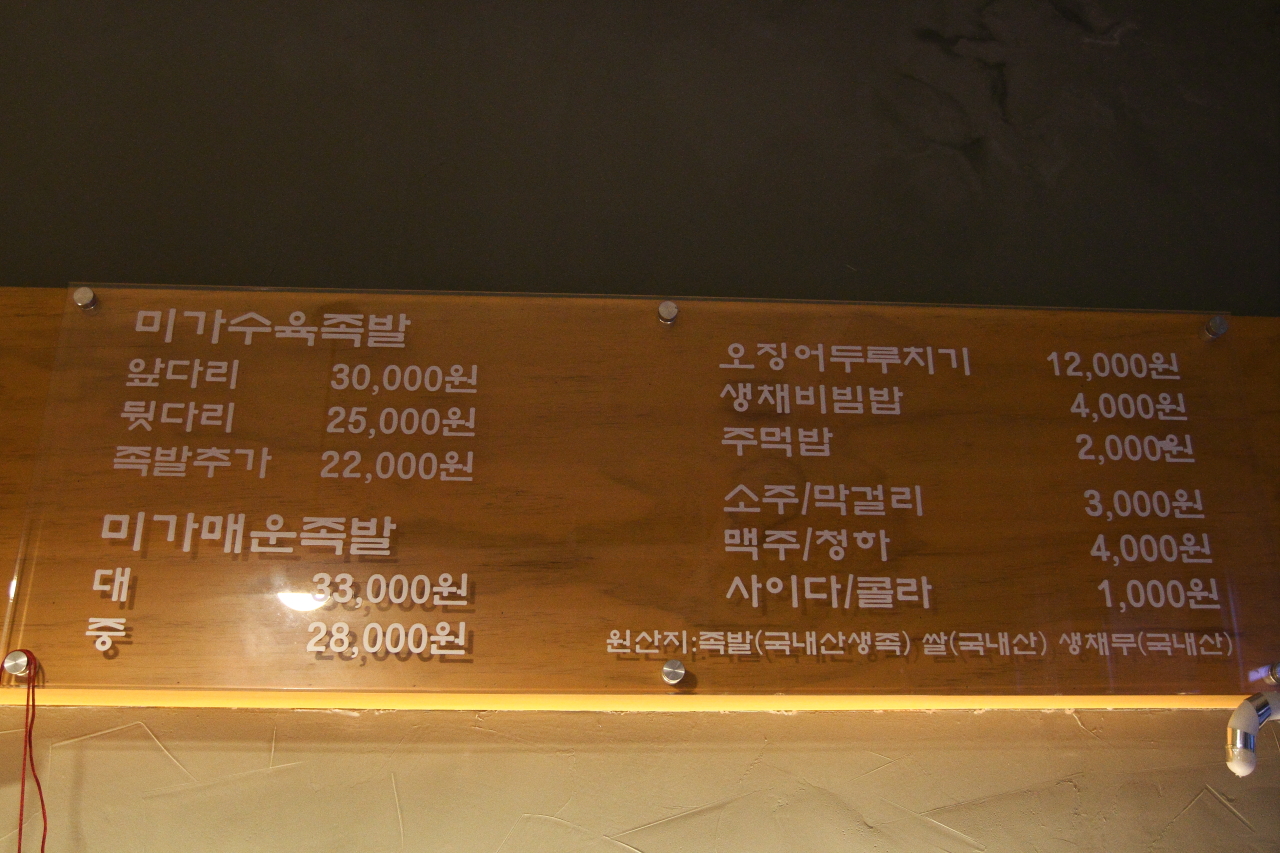 미가수육족발
앞다리 30,000원
뒷다리 25,000원
족발추가 22,000원
미가매운족발
대 33,000원
중 28,000원
오징어두루치기 12,000원
생채비빔밥 4,000원
주먹밥 2,000원
소주/막걸리 3,000원
맥주/청하 4,000원
사이다/콜라 1,000원
원산지:족발(국내산생족) 쌀(국내산) 생채무(국내산)